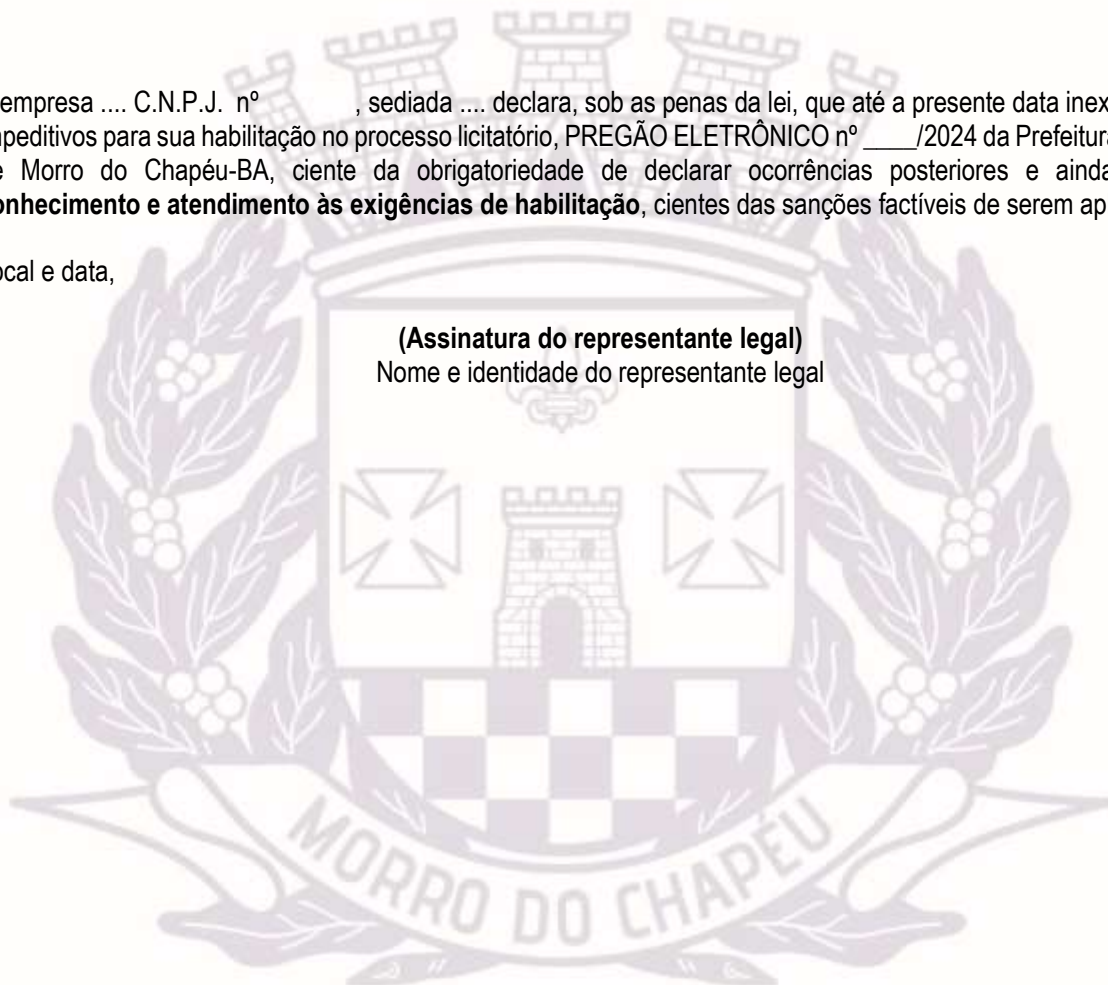 empresa .... C.N.P.J. nº , sediada .... declara, sob as penas da lei, que até a presente data inex
peditivos para sua habilitação no processo licitatório, PREGÃO ELETRÔNICO nº ____/2024 da Prefeitura
e Morro do Chapéu-BA, ciente da obrigatoriedade de declarar ocorrências posteriores e ainda
onhecimento e atendimento às exigências de habilitação, cientes das sanções factíveis de serem ap
ocal e data,
(Assinatura do representante legal)
Nome e identidade do representante legal
MORRO DO CHAPÉU